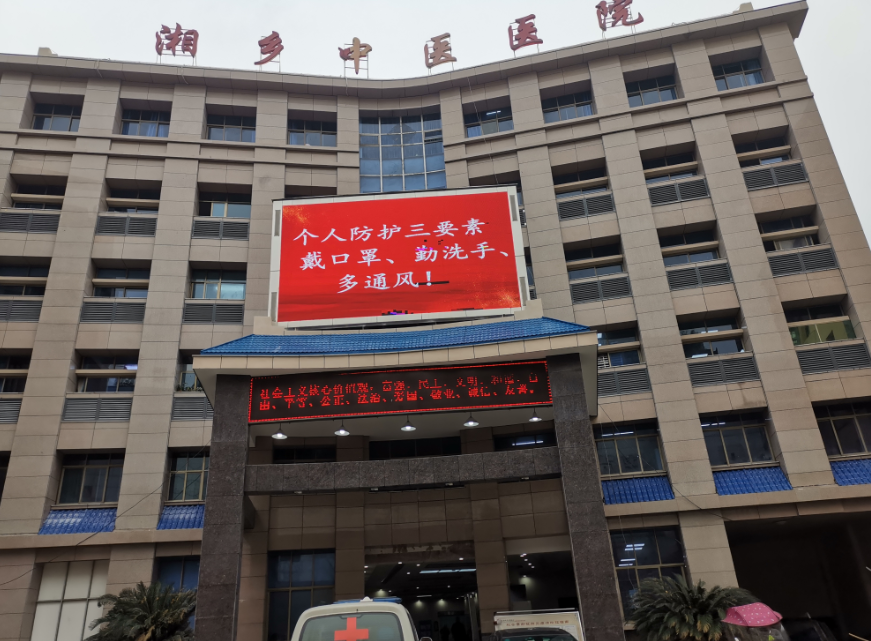 湘乡中医医院
个人防护三要素
戴口罩、勤洗手、
多通风!
社会主义核心价值观:富强、民主、文明、和谐、自
由、平等、公正、法治、爱国、敬业、诚信、友善。